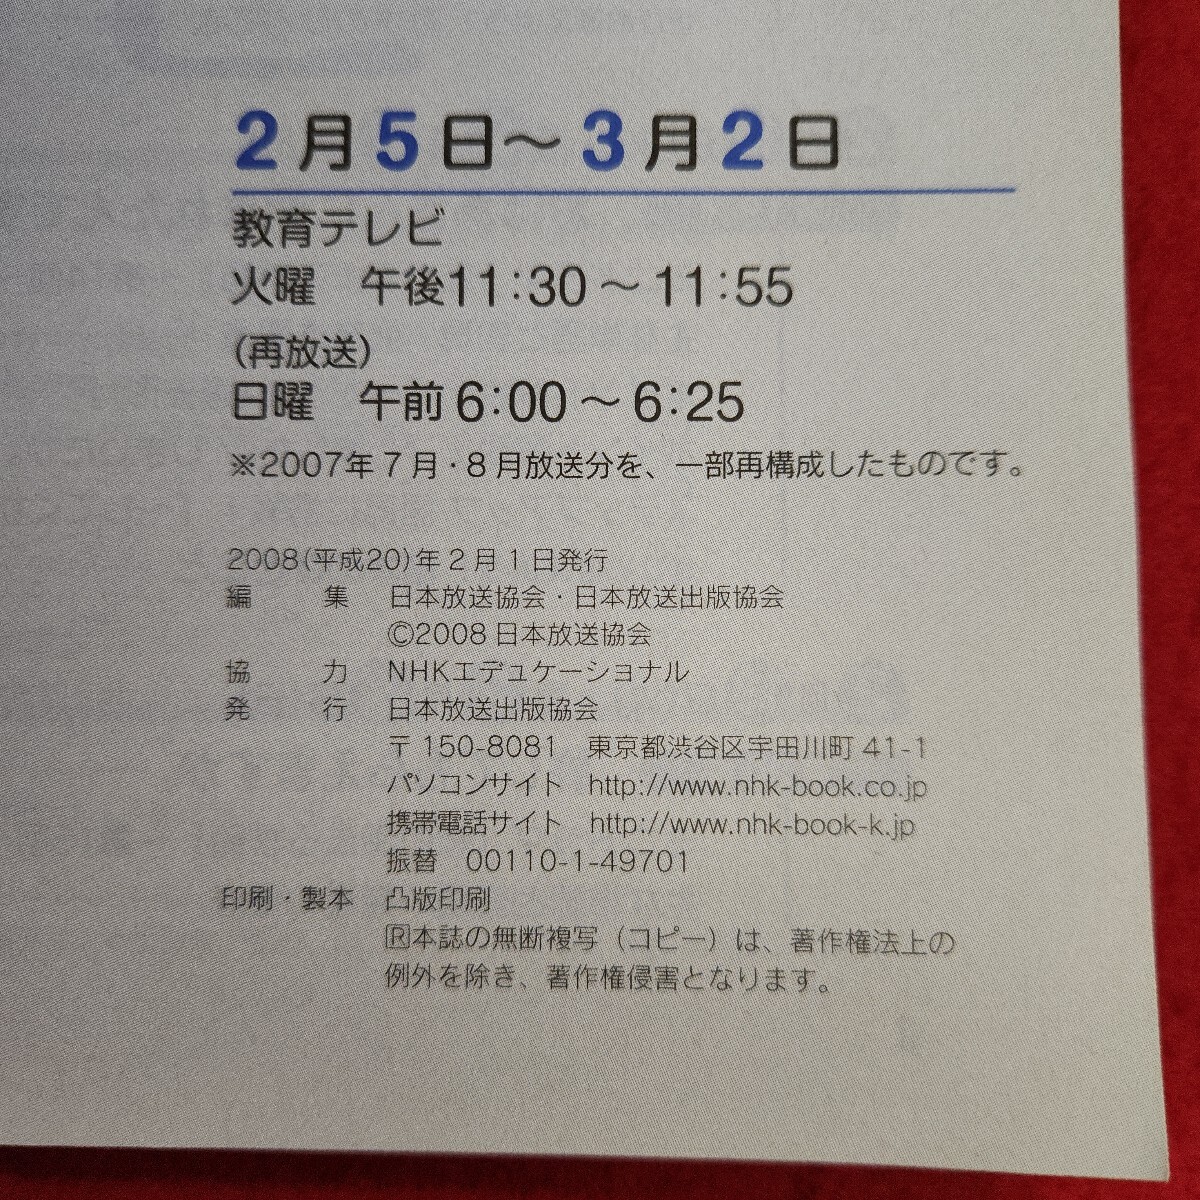 2月5日～3月2日
教育テレビ
火曜　午後11:30～11:55
(再放送)
日曜　午前6:00～6:25
※2007年7月・8月放送分を、一部再構成したものです。
2008(平成20)年2月1日発行
編　集　日本放送協会・日本放送出版協会
©2008 日本放送協会
協　力　NHKエデュケーショナル
発　行　日本放送出版協会
〒150-8081　東京都渋谷区宇田川町 41-1
パソコンサイト　http://www.nhk-book.co.jp
携帯電話サイト　http://www.nhk-book-k.jp
振替　00110-1-49701
印刷・製本　凸版印刷
🅁本誌の無断複写（コピー）は、著作権法上の
例外を除き、著作権侵害となります。